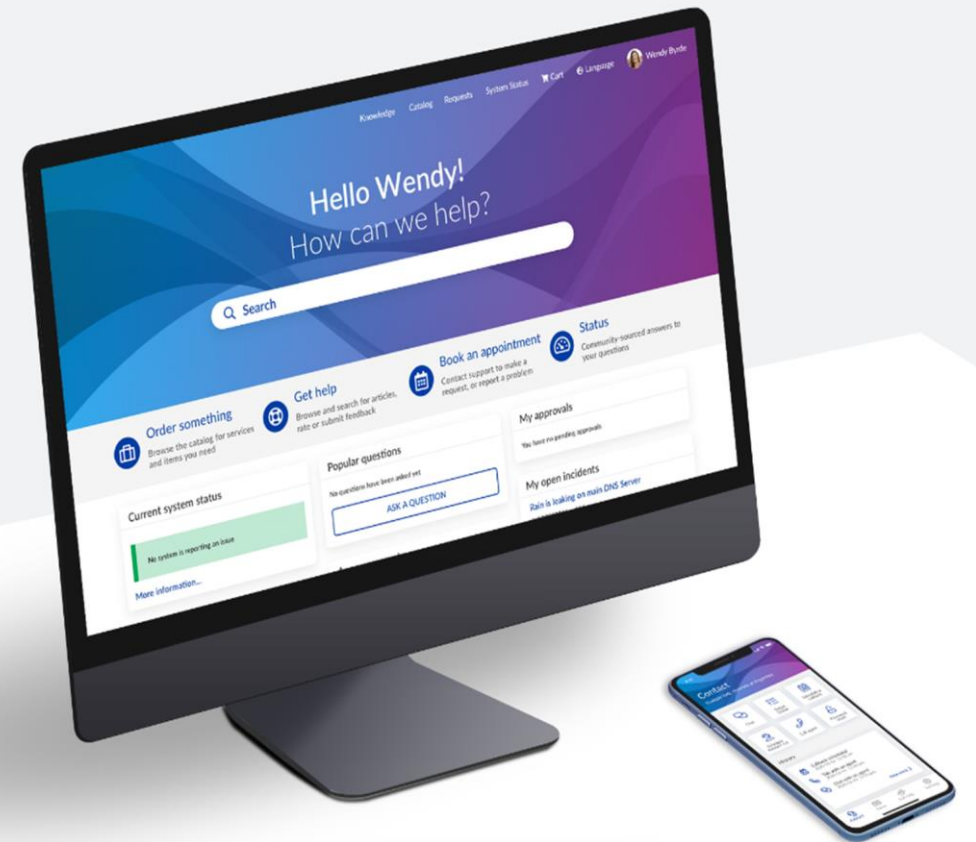 Knowledge
Catalog
Requests
System Status
Cart
Language
Wendy Byrde
Hello Wendy!
How can we help?
Search
Order something
Browse the catalog for services
and items you need
Get help
Browse and search for articles,
rate or submit feedback
Book an appointment
Contact support to make a
request, or report a problem
Status
Community-sourced answers to
your questions
Current system status
No system is reporting an issue
More information...
Popular questions
No questions have been asked yet
ASK A QUESTION
My approvals
You have no pending approvals
My open incidents
Rain is leaking on main DNS Server
Contact
Chat
History